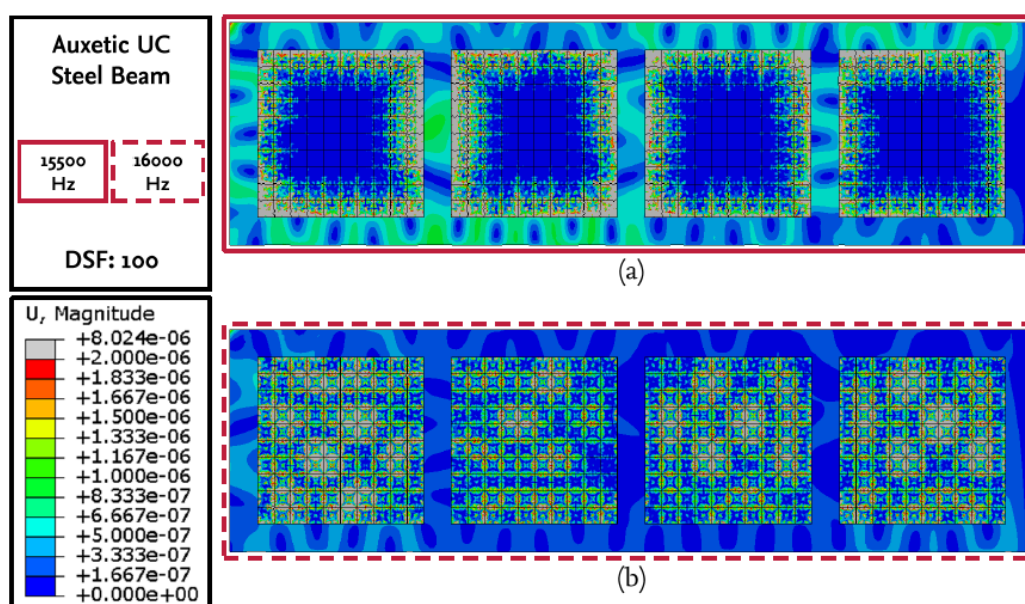 Auxetic UC
Steel Beam
15500
Hz
16000
Hz
DSF: 100
U, Magnitude
+8.024e-06
+2.000e-06
+1.833e-06
+1.667e-06
+1.500e-06
+1.333e-06
+1.167e-06
+1.000e-06
+8.333e-07
+6.667e-07
+5.000e-07
+3.333e-07
+1.667e-07
+0.000e+00
(a)
(b)